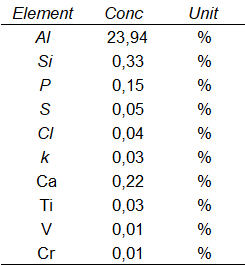 Element Conc Unit
Al 23,94 %
Si 0,33 %
P 0,15 %
S 0,05 %
Cl 0,04 %
k 0,03 %
Ca 0,22 %
Ti 0,03 %
V 0,01 %
Cr 0,01 %